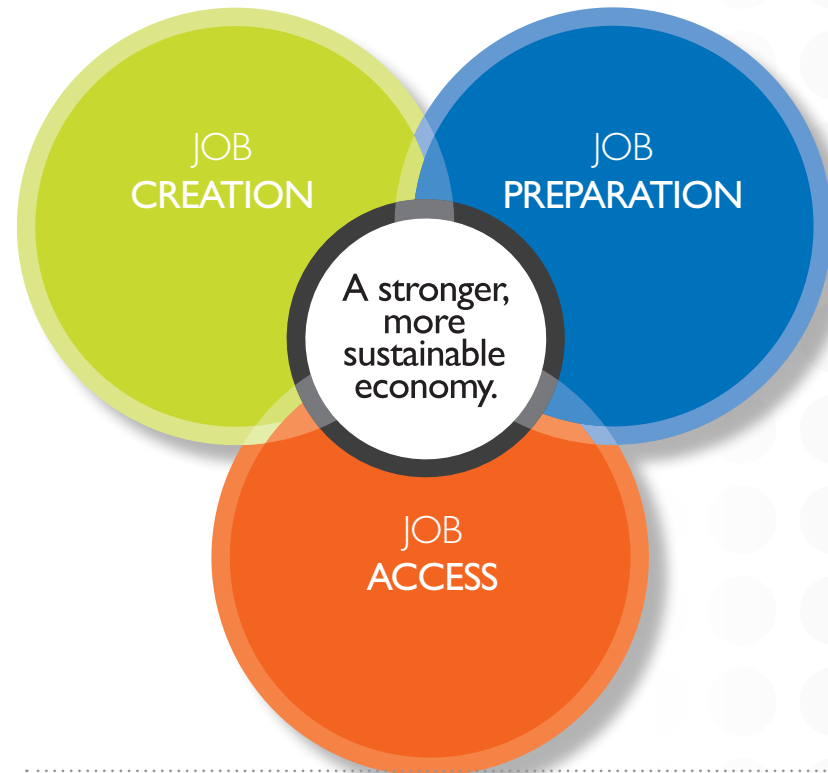 JOB
CREATION
JOB
PREPARATION
A stronger,
more
sustainable
economy.
JOB
ACCESS